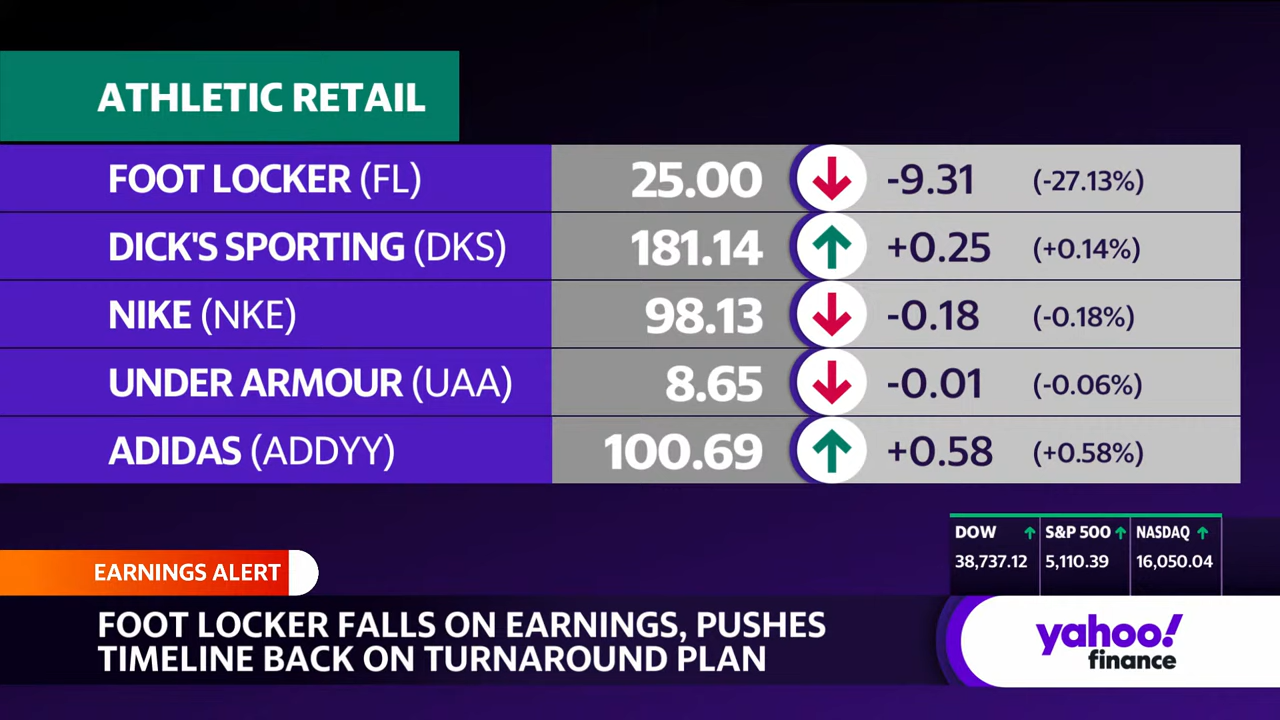 ATHLETIC RETAIL
FOOT LOCKER (FL) 25.00 -9.31 (-27.13%)
DICK'S SPORTING (DKS) 181.14 +0.25 (+0.14%)
NIKE (NKE) 98.13 -0.18 (-0.18%)
UNDER ARMOUR (UAA) 8.65 -0.01 (-0.06%)
ADIDAS (ADDYY) 100.69 +0.58 (+0.58%)
DOW S&P 500 NASDAQ
38,737.12 5,110.39 16,050.04
EARNINGS ALERT
FOOT LOCKER FALLS ON EARNINGS, PUSHES
TIMELINE BACK ON TURNAROUND PLAN
yahoo!
finance